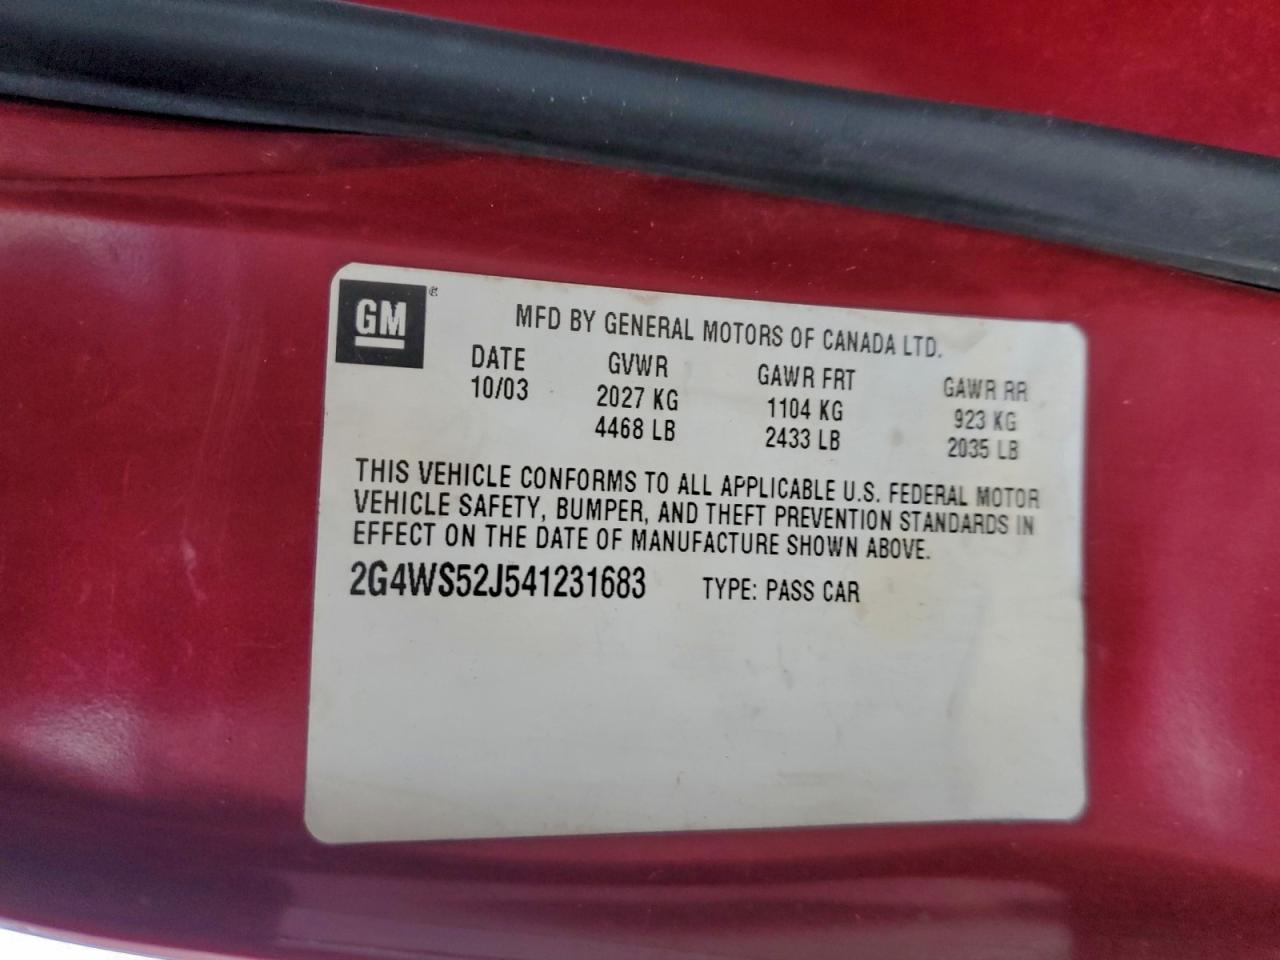 GM ®
MFD BY GENERAL MOTORS OF CANADA LTD.
DATE GVWR GAWR FRT GAWR RR
10/03 2027 KG 1104 KG 923 KG
4468 LB 2433 LB 2035 LB
THIS VEHICLE CONFORMS TO ALL APPLICABLE U.S. FEDERAL MOTOR
VEHICLE SAFETY, BUMPER, AND THEFT PREVENTION STANDARDS IN
EFFECT ON THE DATE OF MANUFACTURE SHOWN ABOVE.
2G4WS52J541231683 TYPE: PASS CAR